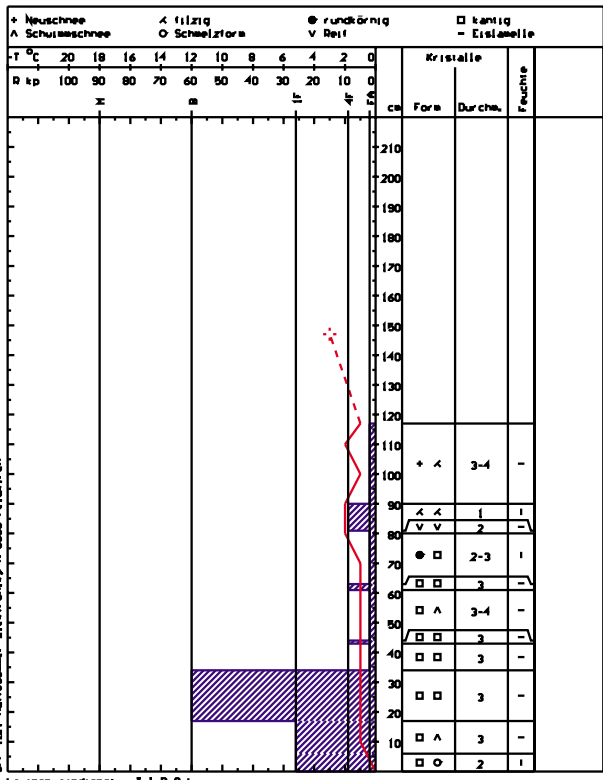 + Neuschnee filzig ● rundkörnig □ kantig
^ Schwimmschnee o Schmelzform v Reif - Eislamelle
-T °C 20 18 16 14 12 10 8 6 4 2 0 Kristalle
R kp 100 90 80 70 60 50 40 30 20 10 0
M B 1F 4F FA cm Form Durchm. Feuchte
210
200
190
180
170
160
150
140
130
120
110
+ 3-4 -
100
90
1 ı
v v 2 -
80
● □ 2-3 ı
70
□ □ 3 -
60
□ ^ 3-4 -
50
□ □ 3 -
40
□ □ 3 -
30
□ □ 3 -
20
□ ^ 3 -
10
□ o 2 ı